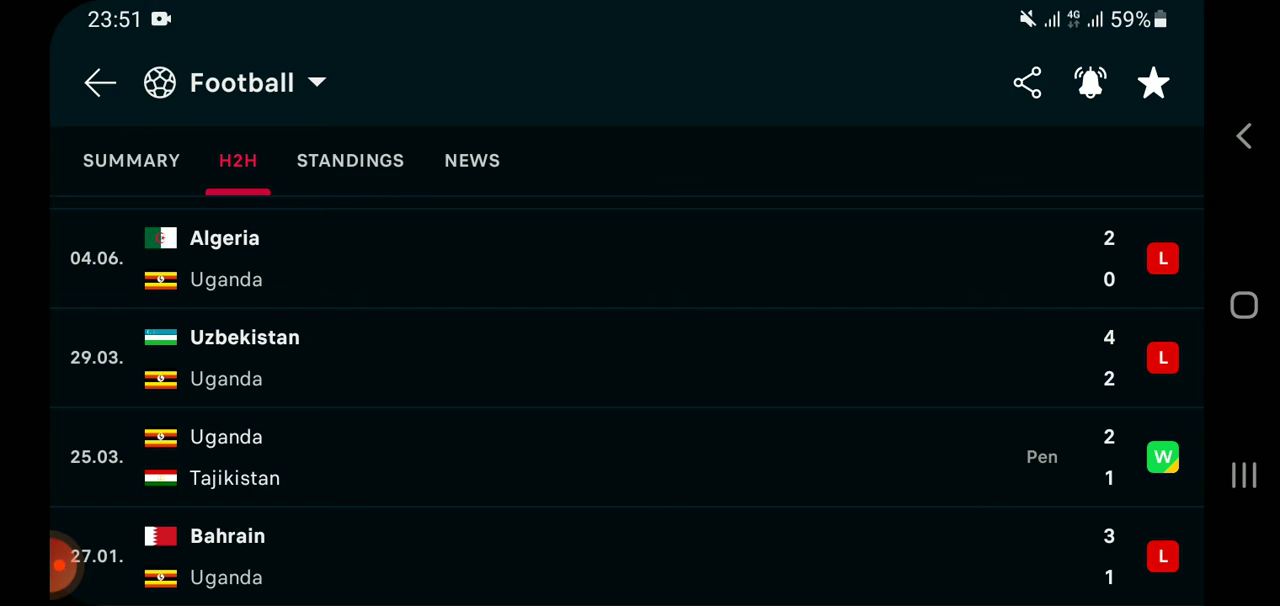 23:51 4G 59%
Football
SUMMARY H2H STANDINGS NEWS
04.06. Algeria 2 L
Uganda 0
29.03. Uzbekistan 4 L
Uganda 2
25.03. Uganda Pen 2 W
Tajikistan 1
27.01. Bahrain 3 L
Uganda 1